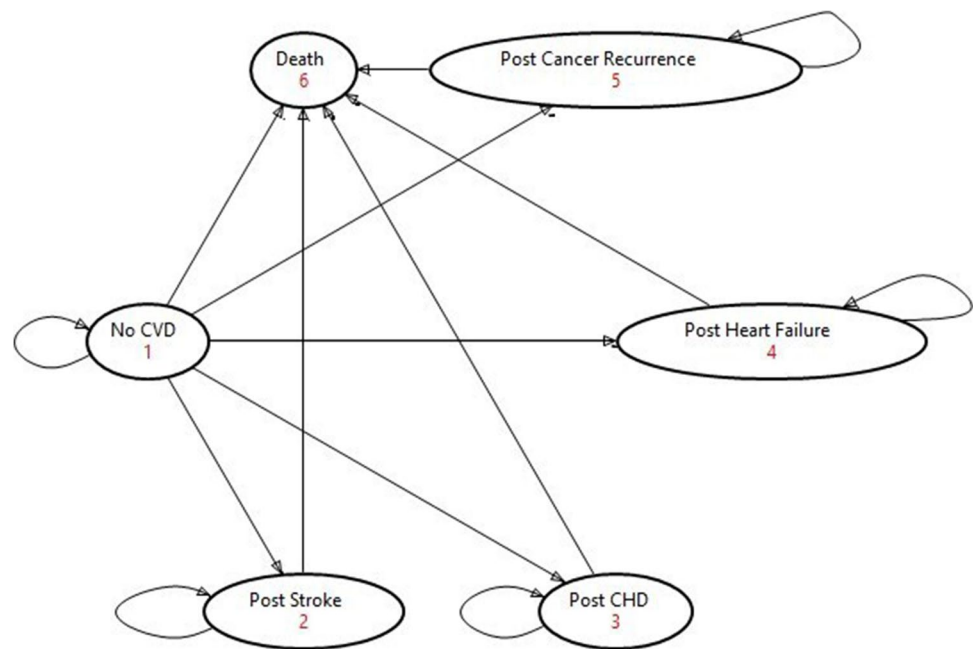 Death
6
Post Cancer Recurrence
5
No CVD
1
Post Heart Failure
4
Post Stroke
2
Post CHD
3